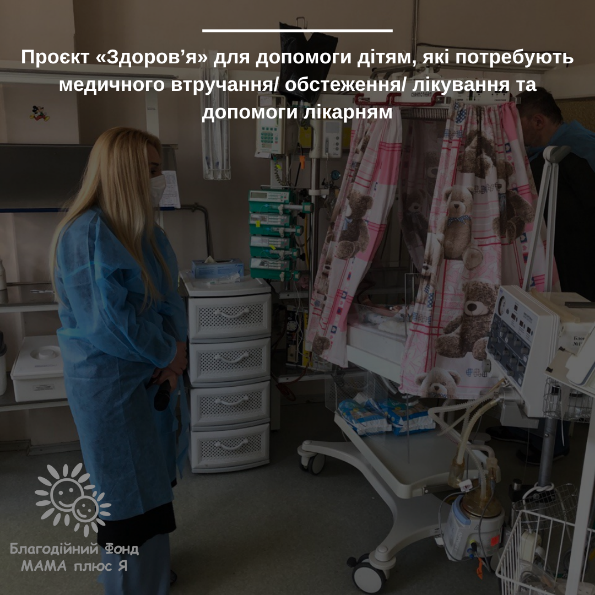 Проєкт «Здоров’я» для допомоги дітям, які потребують
медичного втручання/ обстеження/ лікування та
допомоги лікарням
Благодійний Фонд
МАМА плюс Я